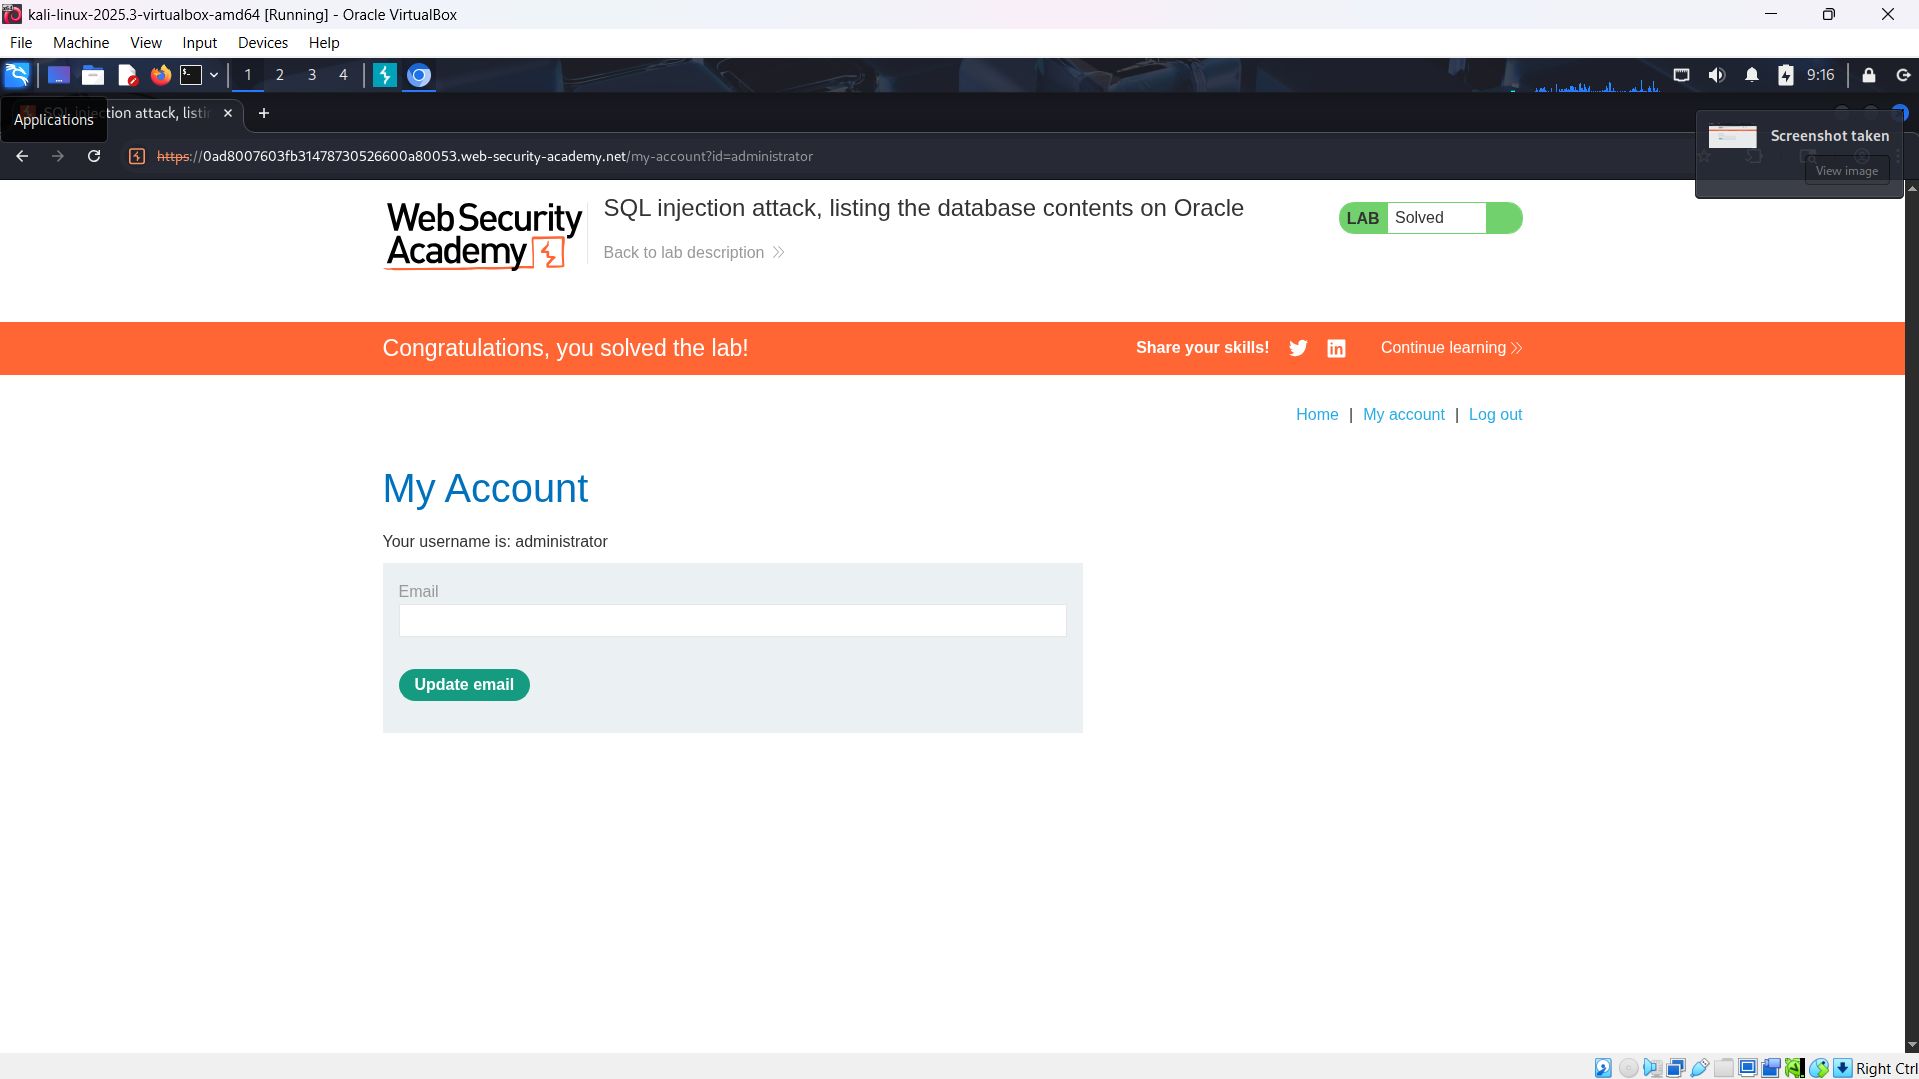 kali-linux-2025.3-virtualbox-amd64 [Running] - Oracle VirtualBox
File Machine View Input Devices Help
1 2 3 4 9:16
SQL injection attack, listin
Applications
Screenshot taken
View image
https://0ad8007603fb31478730526600a80053.web-security-academy.net/my-account?id=administrator
WebSecurity
Academy
SQL injection attack, listing the database contents on Oracle
Back to lab description
LAB Solved
Congratulations, you solved the lab!
Share your skills! Continue learning
Home | My account | Log out
My Account
Your username is: administrator
Email
Update email
Right Ctrl